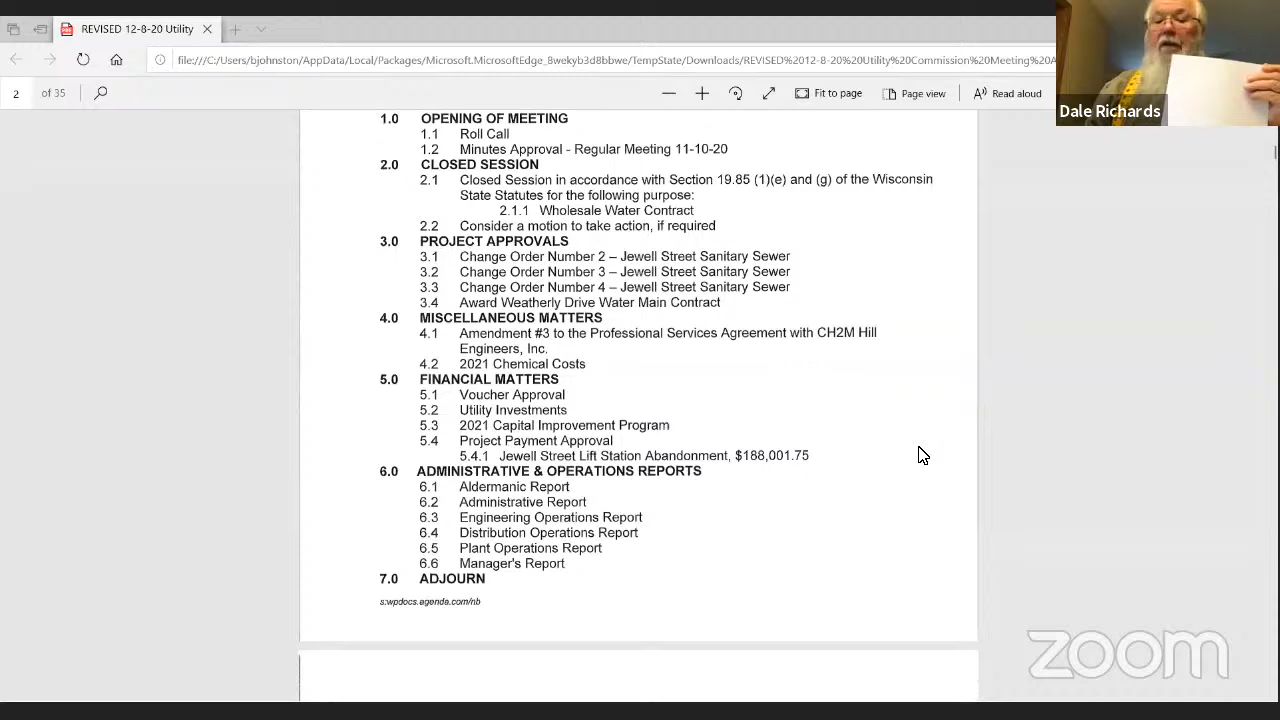 REVISED 12-8-20 Utility
file:///C:/Users/bjohnston/AppData/Local/Packages/Microsoft.MicrosoftEdge_8wekyb3d8bbwe/TempState/Downloads/REVISED%2012-8-20%20Utility%20Commission%20Meeting%20A
2 of 35
Fit to page
Page view
Read aloud
Dale Richards
1.0 OPENING OF MEETING
1.1 Roll Call
1.2 Minutes Approval - Regular Meeting 11-10-20
2.0 CLOSED SESSION
2.1 Closed Session in accordance with Section 19.85 (1)(e) and (g) of the Wisconsin
State Statutes for the following purpose:
2.1.1 Wholesale Water Contract
2.2 Consider a motion to take action, if required
3.0 PROJECT APPROVALS
3.1 Change Order Number 2 – Jewell Street Sanitary Sewer
3.2 Change Order Number 3 – Jewell Street Sanitary Sewer
3.3 Change Order Number 4 – Jewell Street Sanitary Sewer
3.4 Award Weatherly Drive Water Main Contract
4.0 MISCELLANEOUS MATTERS
4.1 Amendment #3 to the Professional Services Agreement with CH2M Hill
Engineers, Inc.
4.2 2021 Chemical Costs
5.0 FINANCIAL MATTERS
5.1 Voucher Approval
5.2 Utility Investments
5.3 2021 Capital Improvement Program
5.4 Project Payment Approval
5.4.1 Jewell Street Lift Station Abandonment, $188,001.75
6.0 ADMINISTRATIVE & OPERATIONS REPORTS
6.1 Aldermanic Report
6.2 Administrative Report
6.3 Engineering Operations Report
6.4 Distribution Operations Report
6.5 Plant Operations Report
6.6 Manager's Report
7.0 ADJOURN
s:wpdocs.agenda.com/nb
zoom